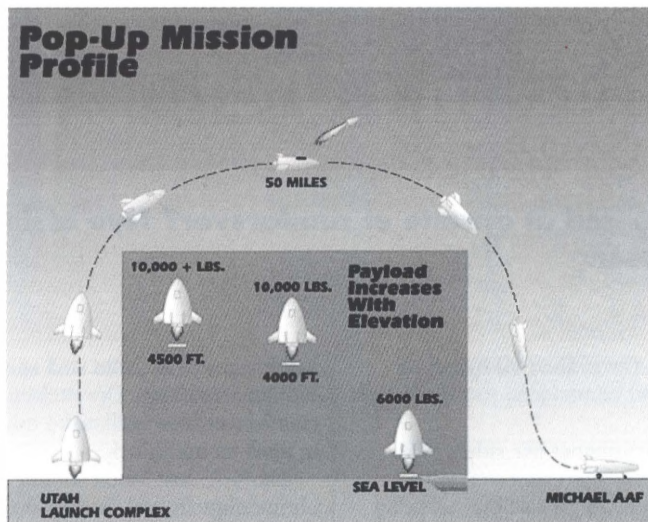 Pop-Up Mission
Profile
50 MILES
10,000 + LBS.
4500 FT.
10,000 LBS.
4000 FT.
Payload
Increases
With
Elevation
6000 LBS.
SEA LEVEL
UTAH
LAUNCH COMPLEX
MICHAEL AAF